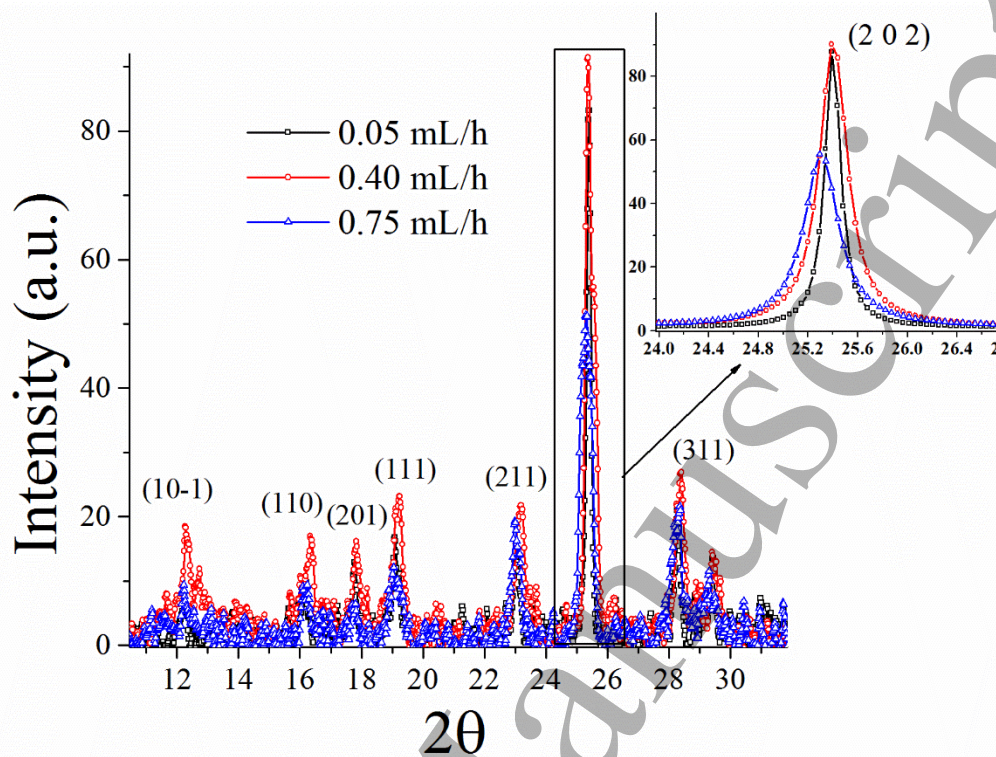 (2 0 2)
80
60
40
20
0
24.0 24.4 24.8 25.2 25.6 26.0 26.4 26
0.05 mL/h
0.40 mL/h
0.75 mL/h
Intensity (a.u.)
80
60
40
20
0
(10-1)
(110)
(201)
(111)
(211)
(311)
12 14 16 18 20 22 24 26 28 30
2θ
anuscrip